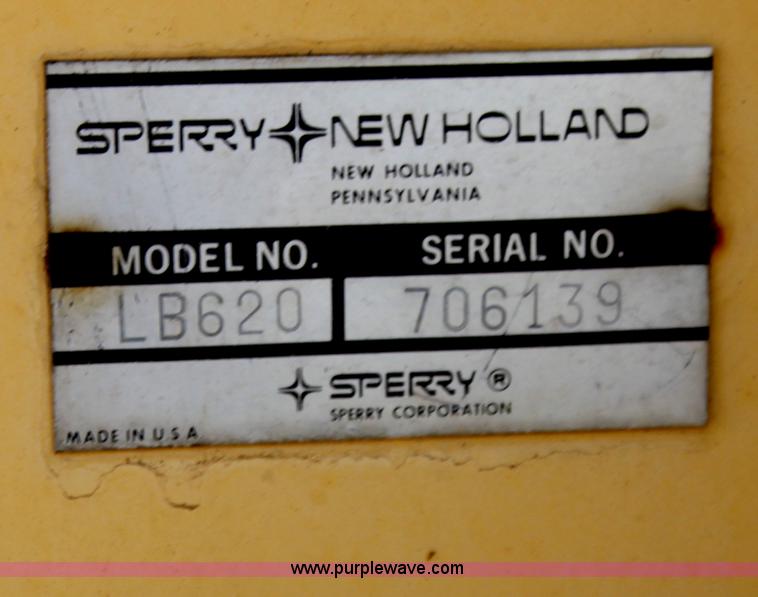 SPERRY NEW HOLLAND
NEW HOLLAND
PENNSYLVANIA
MODEL NO. SERIAL NO.
LB620 706139
SPERRY ®
SPERRY CORPORATION
MADE IN U S A
www.purplewave.com